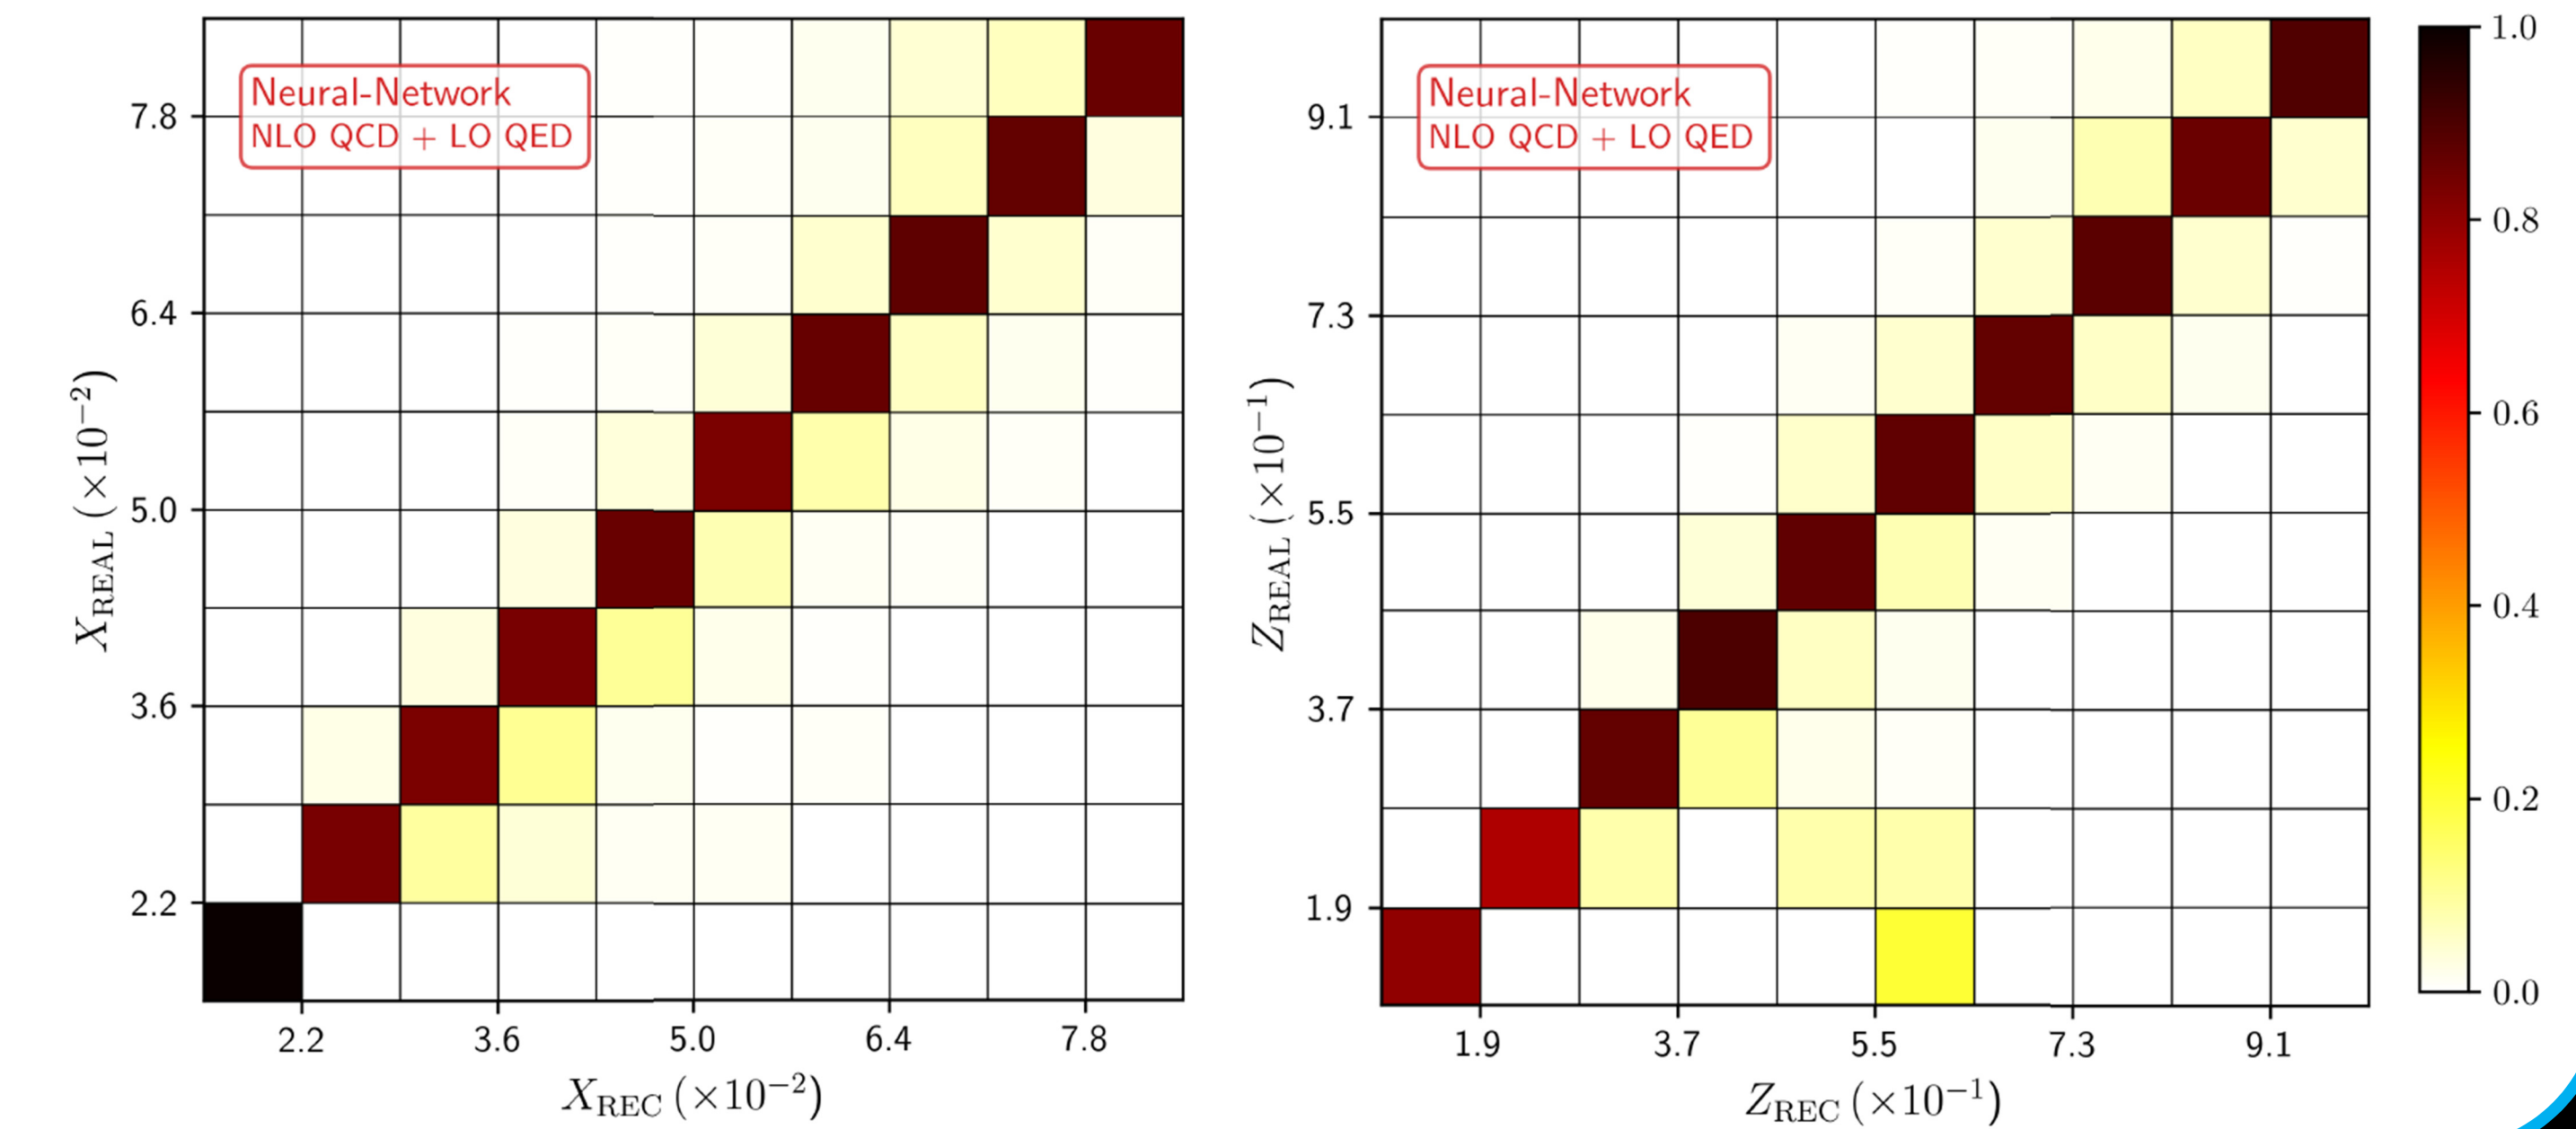 Neural-Network
NLO QCD + LO QED
7.8
6.4
5.0
3.6
2.2
X_REAL (×10⁻²)
2.2 3.6 5.0 6.4 7.8
X_REC (×10⁻²)
Neural-Network
NLO QCD + LO QED
9.1
7.3
5.5
3.7
1.9
Z_REAL (×10⁻¹)
1.9 3.7 5.5 7.3 9.1
Z_REC (×10⁻¹)
1.0
0.8
0.6
0.4
0.2
0.0